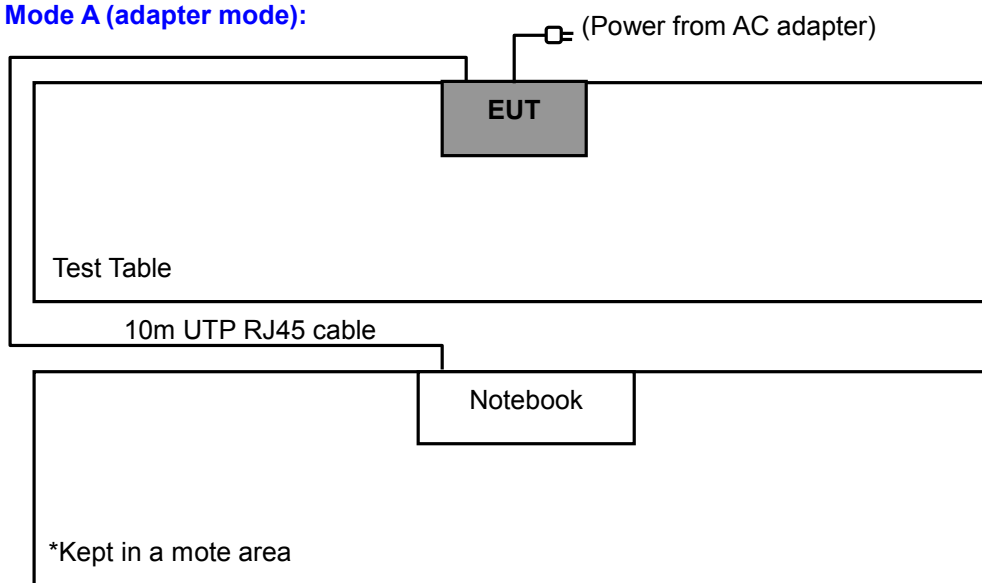 Mode A (adapter mode):
(Power from AC adapter)
EUT
Test Table
10m UTP RJ45 cable
Notebook
*Kept in a mote area